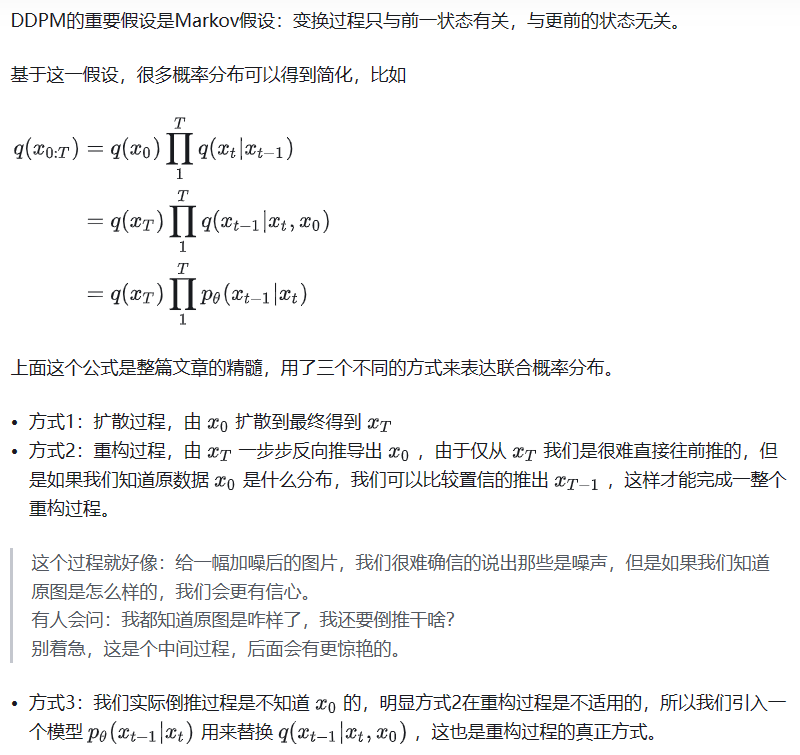 DDPM的重要假设是Markov假设：变换过程只与前一状态有关，与更前的状态无关。
基于这一假设，很多概率分布可以得到简化，比如
$q(x_{0:T}) = q(x_0) \prod_{1}^{T} q(x_t|x_{t-1})$
$= q(x_T) \prod_{1}^{T} q(x_{t-1}|x_t, x_0)$
$= q(x_T) \prod_{1}^{T} p_\theta(x_{t-1}|x_t)$
上面这个公式是整篇文章的精髓，用了三个不同的方式来表达联合概率分布。
• 方式1：扩散过程，由 $x_0$ 扩散到最终得到 $x_T$
• 方式2：重构过程，由 $x_T$ 一步步反向推导出 $x_0$ ，由于仅从 $x_T$ 我们是很难直接往前推的，但
是如果我们知道原数据 $x_0$ 是什么分布，我们可以比较置信的推出 $x_{T-1}$ ，这样才能完成一整个
重构过程。
这个过程就好像：给一幅加噪后的图片，我们很难确信的说出那些是噪声，但是如果我们知道
原图是怎么样的，我们会更有信心。
有人会问：我都知道原图是咋样了，我还要倒推干啥?
别着急，这是个中间过程，后面会有更惊艳的。
• 方式3：我们实际倒推过程是不知道 $x_0$ 的，明显方式2在重构过程是不适用的，所以我们引入一
个模型 $p_\theta(x_{t-1}|x_t)$ 用来替换 $q(x_{t-1}|x_t, x_0)$ ，这也是重构过程的真正方式。